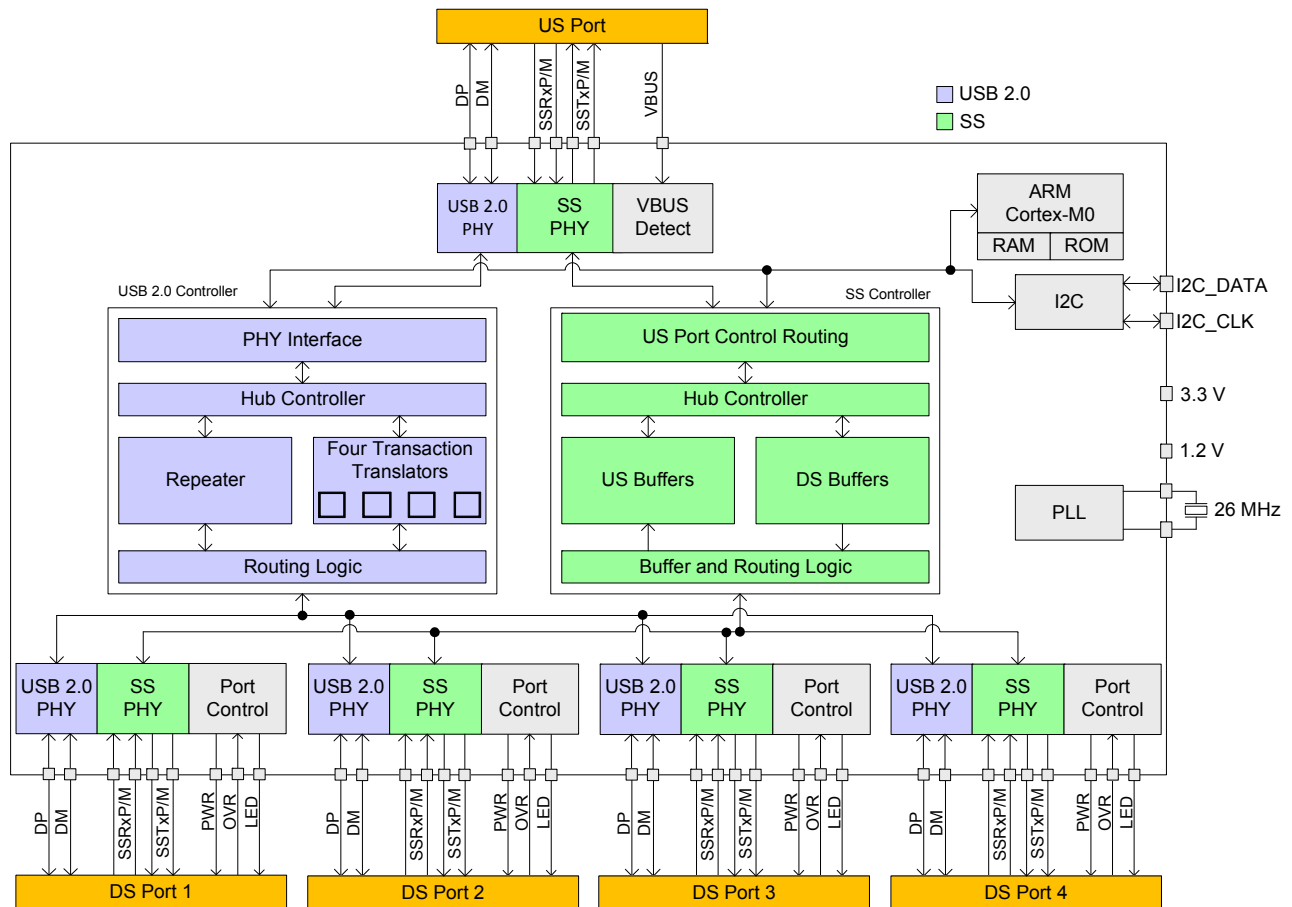 US Port
DP
DM
SSRxP/M
SSTxP/M
VBUS
USB 2.0
SS
USB 2.0
PHY
SS
PHY
VBUS
Detect
ARM
Cortex-M0
RAM
ROM
I2C
I2C_DATA
I2C_CLK
USB 2.0 Controller
SS Controller
PHY Interface
US Port Control Routing
Hub Controller
Hub Controller
3.3 V
Repeater
Four Transaction
Translators
US Buffers
DS Buffers
1.2 V
PLL
26 MHz
Routing Logic
Buffer and Routing Logic
USB 2.0
PHY
SS
PHY
Port
Control
USB 2.0
PHY
SS
PHY
Port
Control
USB 2.0
PHY
SS
PHY
Port
Control
USB 2.0
PHY
SS
PHY
Port
Control
DP
DM
SSRxP/M
SSTxP/M
PWR
OVR
LED
DP
DM
SSRxP/M
SSTxP/M
PWR
OVR
LED
DP
DM
SSRxP/M
SSTxP/M
PWR
OVR
LED
DP
DM
SSRxP/M
SSTxP/M
PWR
OVR
LED
DS Port 1
DS Port 2
DS Port 3
DS Port 4